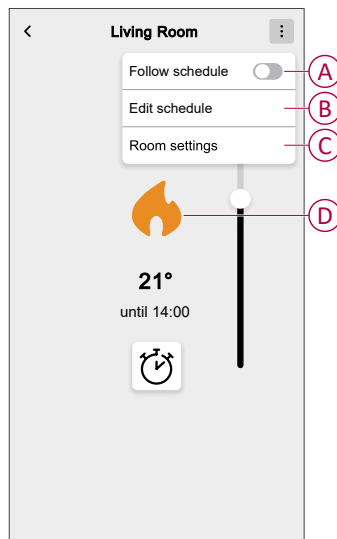 Living Room
Follow schedule
A
Edit schedule
B
Room settings
C
D
21°
until 14:00